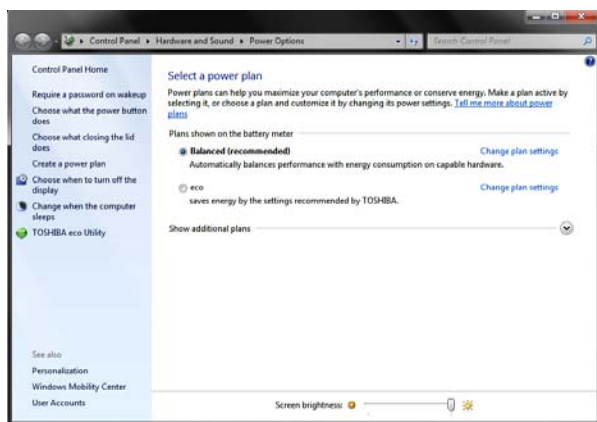 Control Panel ▸ Hardware and Sound ▸ Power Options
Search Control Panel
Control Panel Home
Require a password on wakeup
Choose what the power button
does
Choose what closing the lid
does
Create a power plan
Choose when to turn off the
display
Change when the computer
sleeps
TOSHIBA eco Utility
See also
Personalization
Windows Mobility Center
User Accounts
Select a power plan
Power plans can help you maximize your computer's performance or conserve energy. Make a plan active by
selecting it, or choose a plan and customize it by changing its power settings. Tell me more about power
plans
Plans shown on the battery meter
Balanced (recommended) Change plan settings
Automatically balances performance with energy consumption on capable hardware.
eco Change plan settings
saves energy by the settings recommended by TOSHIBA.
Show additional plans
Screen brightness: